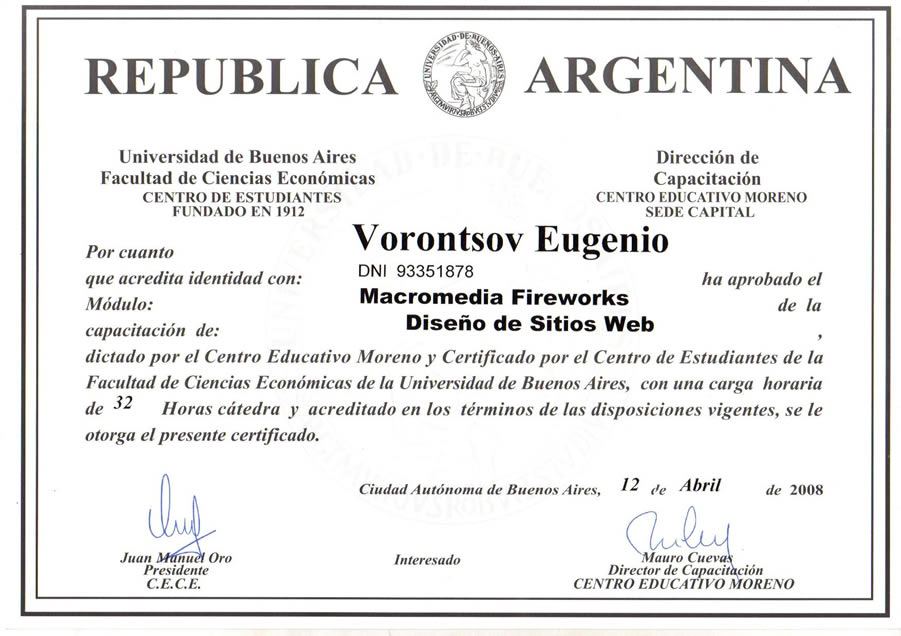 REPUBLICA ARGENTINA
UNIVERSIDAD·DE·BUENOS·AIRES
Universidad de Buenos Aires
Facultad de Ciencias Económicas
CENTRO DE ESTUDIANTES
FUNDADO EN 1912
Dirección de
Capacitación
CENTRO EDUCATIVO MORENO
SEDE CAPITAL
Por cuanto Vorontsov Eugenio
que acredita identidad con: DNI 93351878 ha aprobado el
Módulo: Macromedia Fireworks de la
capacitación de: Diseño de Sitios Web ,
dictado por el Centro Educativo Moreno y Certificado por el Centro de Estudiantes de la
Facultad de Ciencias Económicas de la Universidad de Buenos Aires, con una carga horaria
de 32 Horas cátedra y acreditado en los términos de las disposiciones vigentes, se le
otorga el presente certificado.
Ciudad Autónoma de Buenos Aires, 12 de Abril de 2008
Juan Manuel Oro
Presidente
C.E.C.E.
Interesado
Mauro Cuevas
Director de Capacitación
CENTRO EDUCATIVO MORENO